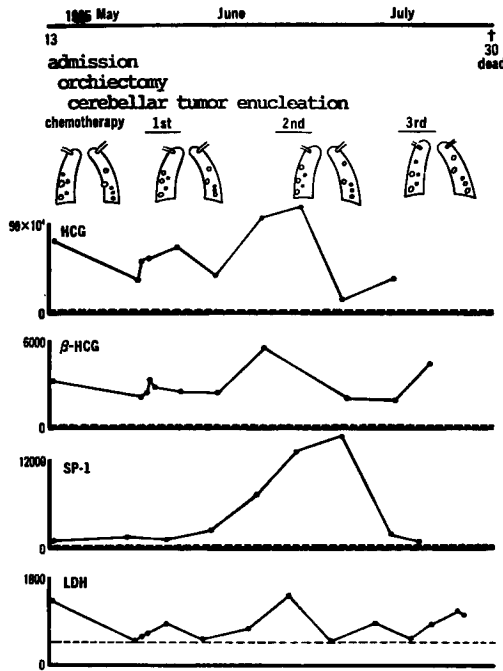 1985 May June July
13 † 30 dead
admission
orchiectomy
cerebellar tumor enucleation
chemotherapy 1st 2nd 3rd
HCG
0
β-HCG
6000
0
SP-1
12000
0
LDH
1800
0